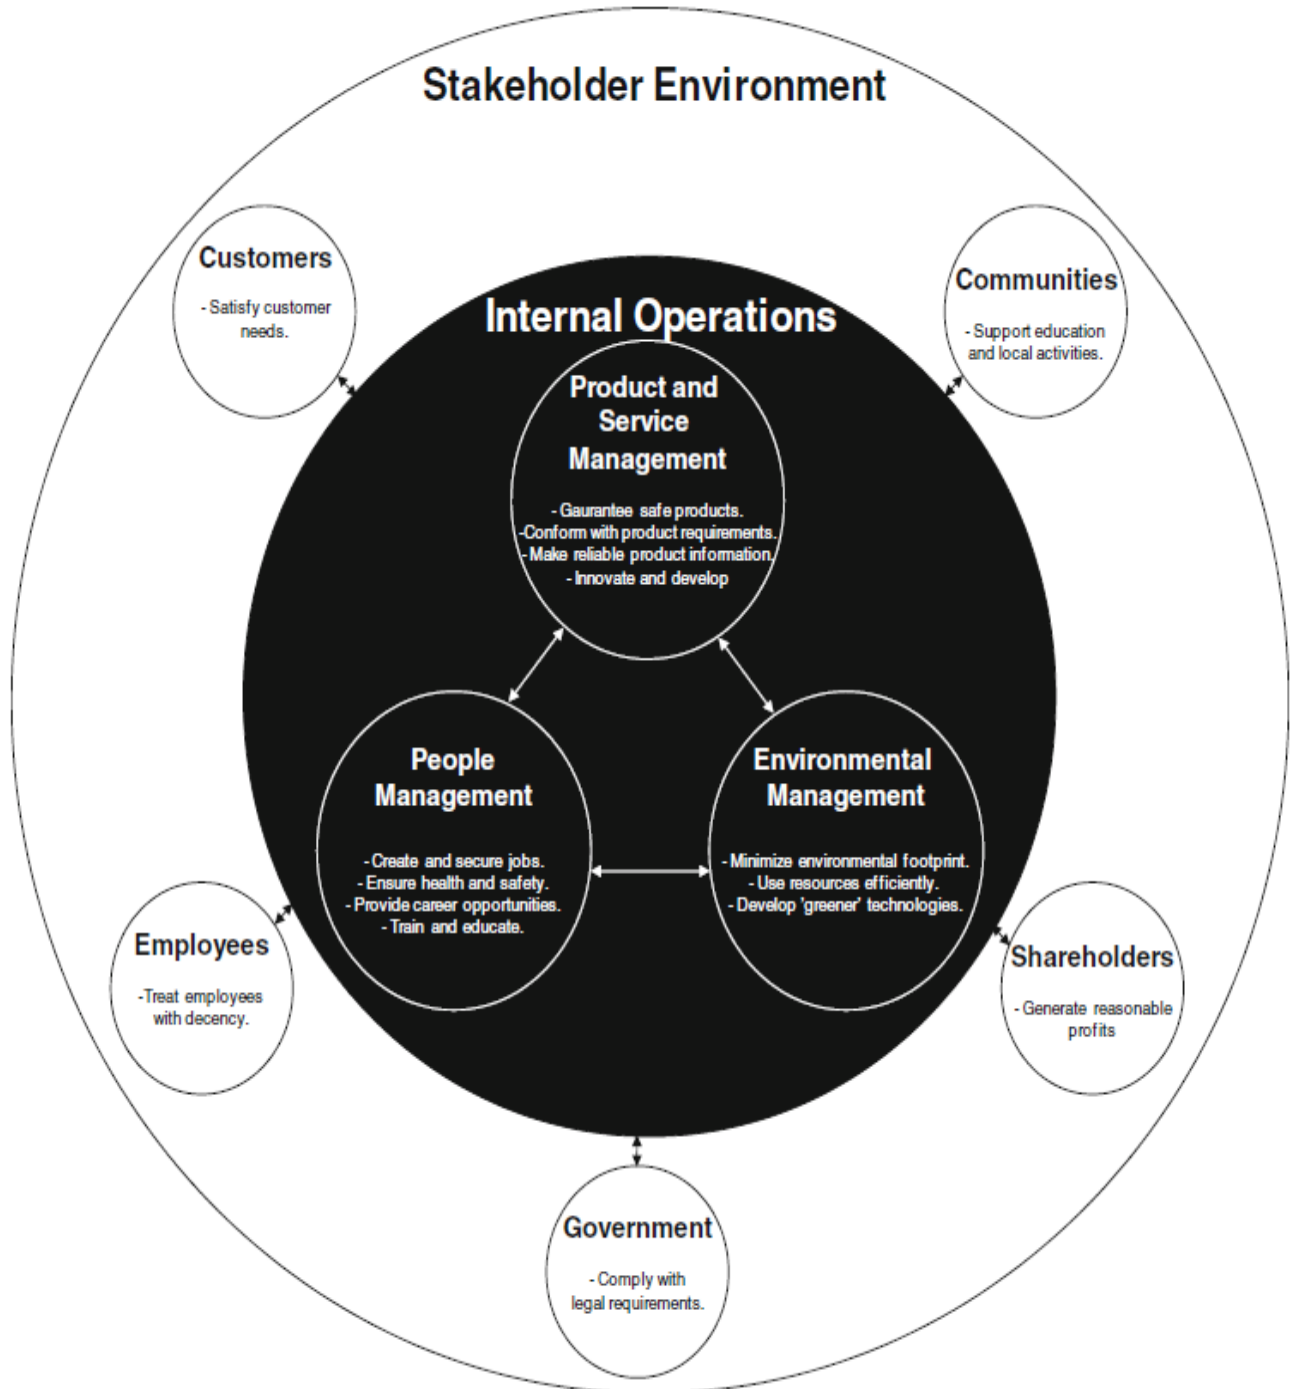 Stakeholder Environment
Customers
- Satisfy customer
needs.
Communities
- Support education
and local activities.
Internal Operations
Product and
Service
Management
- Gaurantee safe products.
-Conform with product requirements.
- Make reliable product information.
- Innovate and develop
People
Management
- Create and secure jobs.
- Ensure health and safety.
- Provide career opportunities.
- Train and educate.
Environmental
Management
- Minimize environmental footprint.
- Use resources efficiently.
- Develop 'greener' technologies.
Employees
-Treat employees
with decency.
Shareholders
- Generate reasonable
profits
Government
- Comply with
legal requirements.